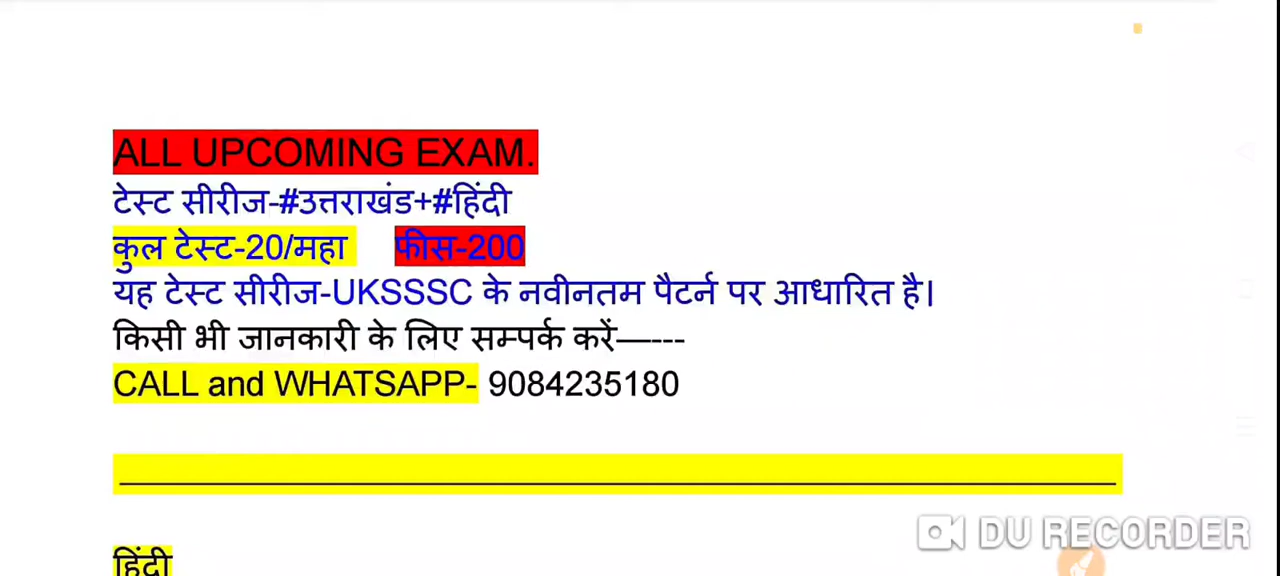 ALL UPCOMING EXAM.
टेस्ट सीरीज-#उत्तराखंड+#हिंदी
कुल टेस्ट-20/महा फीस-200
यह टेस्ट सीरीज-UKSSSC के नवीनतम पैटर्न पर आधारित है।
किसी भी जानकारी के लिए सम्पर्क करें—---
CALL and WHATSAPP- 9084235180
DU RECORDER
हिंदी